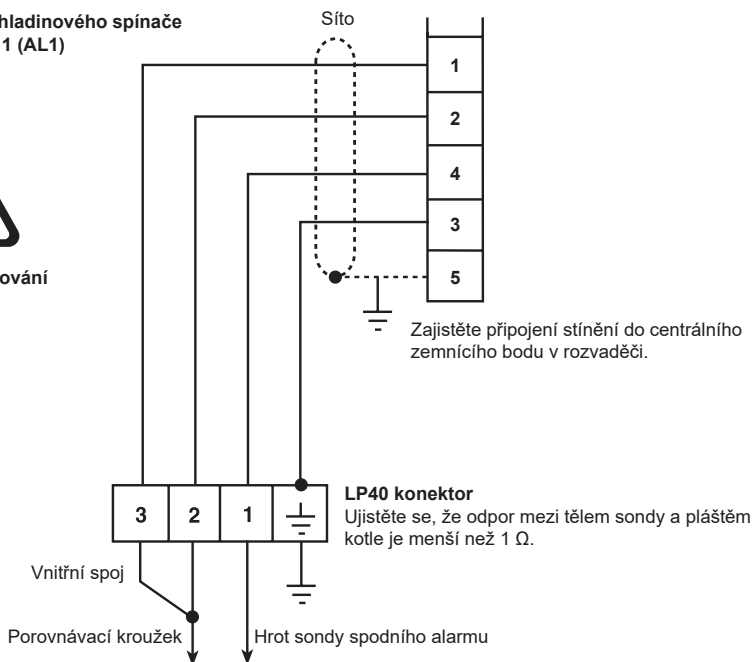 hladinového spínače
1 (AL1)
Síto
1
2
4
3
5
ování
Zajistěte připojení stínění do centrálního
zemnícího bodu v rozvaděči.
3 2 1
LP40 konektor
Ujistěte se, že odpor mezi tělem sondy a pláštěm
kotle je menší než 1 Ω.
Vnitřní spoj
Porovnávací kroužek
Hrot sondy spodního alarmu